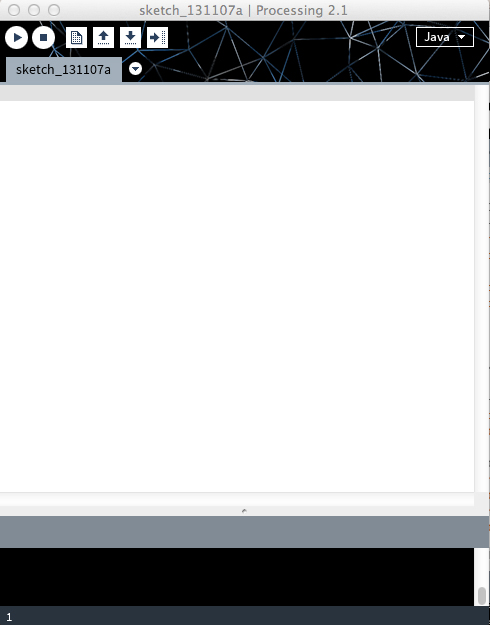 sketch_131107a | Processing 2.1
Java
sketch_131107a
1